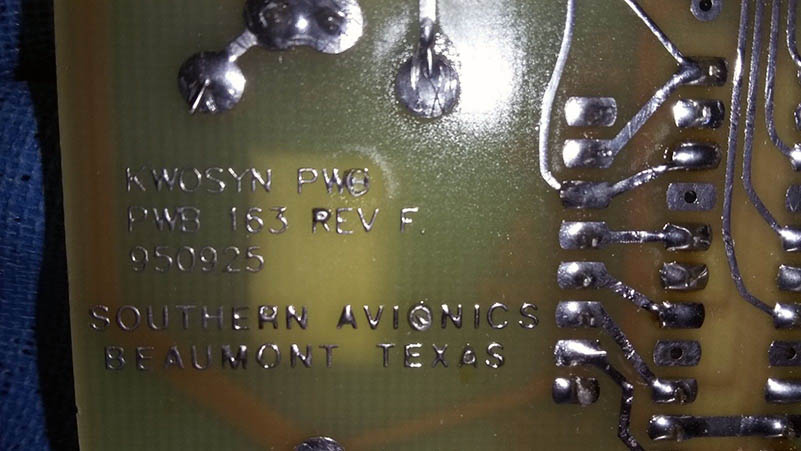 KWOSYN PWG
PWB 163 REV F.
950925
SOUTHERN AVIONICS
BEAUMONT TEXAS